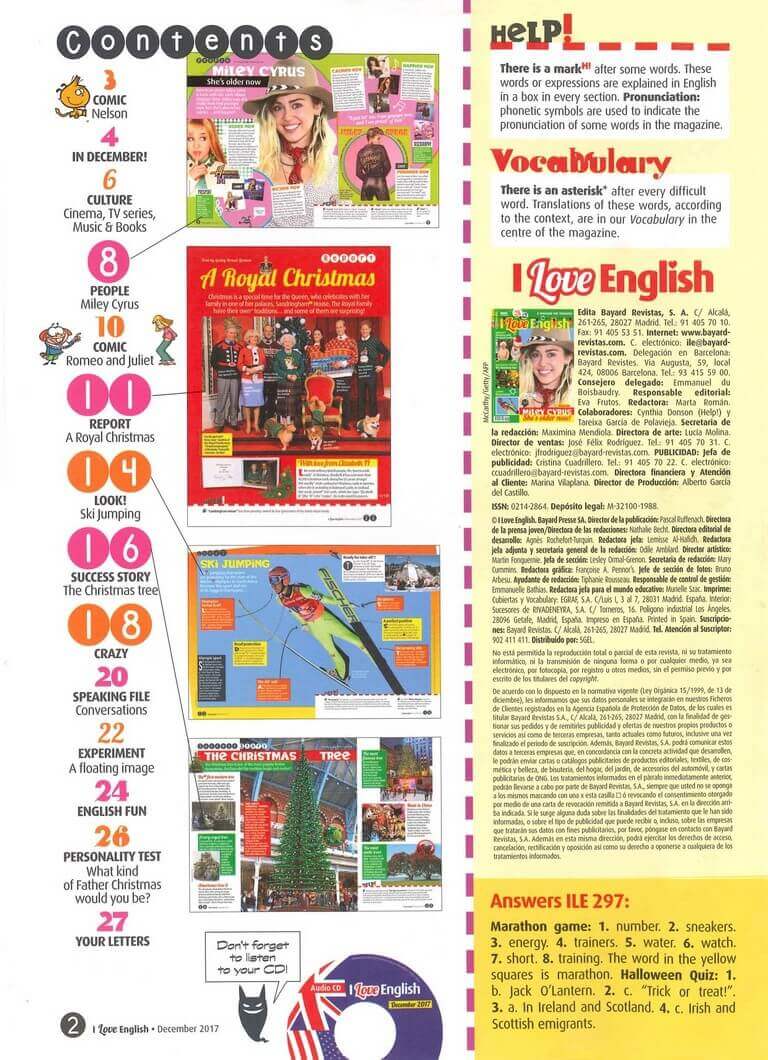 Contents
3
COMIC
Nelson
4
IN DECEMBER!
6
CULTURE
Cinema, TV series,
Music & Books
8
PEOPLE
Miley Cyrus
10
COMIC
Romeo and Juliet
11
REPORT
A Royal Christmas
14
LOOK!
Ski Jumping
16
SUCCESS STORY
The Christmas tree
18
CRAZY
20
SPEAKING FILE
Conversations
22
EXPERIMENT
A floating image
24
ENGLISH FUN
26
PERSONALITY TEST
What kind
of Father Christmas
would you be?
27
YOUR LETTERS
MILEY CYRUS
She's older now
REPORT
A Royal Christmas
Christmas is a special time for the Queen, who celebrates with her
family in one of her palaces, Sandringham House. The Royal Family
have their own traditions... and some of them are surprising!
With love from Elizabeth II
SKI JUMPING
SUCCESS STORY
THE CHRISTMAS TREE
Don't forget
to listen
to your CD!
Audio CD
I Love English
December 2017
2 I Love English • December 2017
HELP!
There is a mark H! after some words. These
words or expressions are explained in English
in a box in every section. Pronunciation:
phonetic symbols are used to indicate the
pronunciation of some words in the magazine.
Vocabulary
There is an asterisk* after every difficult
word. Translations of these words, according
to the context, are in our Vocabulary in the
centre of the magazine.
I Love English
I Love English
MILEY CYRUS
She's older now!
McCarthy/Getty/AFP
Edita Bayard Revistas, S. A. C/ Alcalá,
261-265, 28027 Madrid. Tel.: 91 405 70 10.
Fax: 91 405 53 51. Internet: www.bayard-
revistas.com. C. electrónico: ile@bayard-
revistas.com. Delegación en Barcelona:
Bayard Revistes. Via Augusta, 59, local
424, 08006 Barcelona. Tel.: 93 415 59 00.
Consejero delegado: Emmanuel du
Boisbaudry. Responsable editorial:
Eva Frutos. Redactora: Marta Román.
Colaboradores: Cynthia Donson (Help!) y
Tareixa García de Polavieja. Secretaria de
la redacción: Maximina Mendiola. Directora de arte: Lucía Molina.
Director de ventas: José Félix Rodríguez. Tel.: 91 405 70 31. C.
electrónico: jfrodriguez@bayard-revistas.com. PUBLICIDAD: Jefa de
publicidad: Cristina Cuadrillero. Tel.: 91 405 70 22. C. electrónico:
ccuadrillero@bayard-revistas.com. Directora financiera y Atención
al Cliente: Marina Vilaplana. Director de Producción: Alberto García
del Castillo.
ISSN: 0214-2864. Depósito legal: M-32100-1988.
© I Love English. Bayard Presse SA. Director de la publicación: Pascal Ruffenach. Directora
de la prensa joven/Directora de las redacciones: Nathalie Becht. Directora editorial de
desarrollo: Agnès Rochefort-Turquin. Redactora jefa: Lemisse Al-Hafidh. Redactora
jefa adjunta y secretaria general de la redacción: Odile Amblard. Director artístico:
Martin Fonquernie. Jefa de sección: Lesley Ormal-Grenon. Secretaria de redacción: Mary
Cummins. Redactora gráfica: Françoise A. Pennot's. Jefe de sección de fotos: Bruno
Arbesu. Ayudante de redacción: Tiphanie Rousseau. Responsable de control de gestión:
Emmanuelle Bathias. Redactora jefa para el mundo educativo: Murielle Szac. Imprime:
Cubiertas y Vocabulary: EGRAF, S.A. C/Luis I, 3 al 7, 28031 Madrid. España. Interior:
Sucesores de RIVADENEYRA, S.A. C/ Torneros, 16. Polígono industrial Los Ángeles.
28096 Getafe, Madrid, España. Impreso en España. Printed in Spain. Suscripcio-
nes: Bayard Revistas. C/ Alcalá, 261-265, 28027 Madrid. Tel. Atención al Suscriptor:
902 411 411. Distribuido por: SGEL.
No está permitida la reproducción total o parcial de esta revista, ni su tratamiento
informático, ni la transmisión de ninguna forma o por cualquier medio, ya sea
electrónico, por fotocopia, por registro u otros medios, sin el permiso previo y por
escrito de los titulares del copyright.
De acuerdo con lo dispuesto en la normativa vigente (Ley Orgánica 15/1999, de 13 de
diciembre), les informamos que sus datos personales se integrarán en nuestros Ficheros
de Clientes registrados en la Agencia Española de Protección de Datos, de los cuales es
titular Bayard Revistas S.A., C/ Alcalá, 261-265, 28027 Madrid, con la finalidad de ges-
tionar sus pedidos y de remitirles publicidad y ofertas de nuestros propios productos o
servicios así como de terceras empresas, tanto actuales como futuros, inclusive una vez
finalizado el periodo de suscripción. Además, Bayard Revistas S.A. podrá comunicar estos
datos a terceras empresas que, en concordancia con la concreta actividad que desarrollen,
le podrán enviar cartas o catálogos publicitarios de productos editoriales, textiles, de cos-
mética y belleza, de bisutería, del hogar, del jardín, de accesorios del automóvil, y cartas
publicitarias de ONG. Los tratamientos informados en el párrafo inmediatamente anterior,
podrán llevarse a cabo por parte de Bayard Revistas, S.A., siempre que usted no se oponga
a los mismos marcando con una x esta casilla □ o revocando el consentimiento otorgado
por medio de una carta de revocación remitida a Bayard Revistas, S.A. en la dirección arri-
ba indicada. Si le surge alguna duda sobre las finalidades del tratamiento que le han sido
informadas, o sobre el tipo de publicidad que puede recibir o, incluso, sobre las empresas
que tratarán sus datos con fines publicitarios, por favor, póngase en contacto con Bayard
Revistas S.A. Además en esta misma dirección, podrá ejercitar los derechos de acceso,
cancelación, rectificación y oposición así como su derecho a oponerse a cualquiera de los
tratamientos informados.
Answers ILE 297:
Marathon game: 1. number. 2. sneakers.
3. energy. 4. trainers. 5. water. 6. watch.
7. short. 8. training. The word in the yellow
squares is marathon. Halloween Quiz: 1.
b. Jack O'Lantern. 2. c. "Trick or treat!".
3. a. In Ireland and Scotland. 4. c. Irish and
Scottish emigrants.